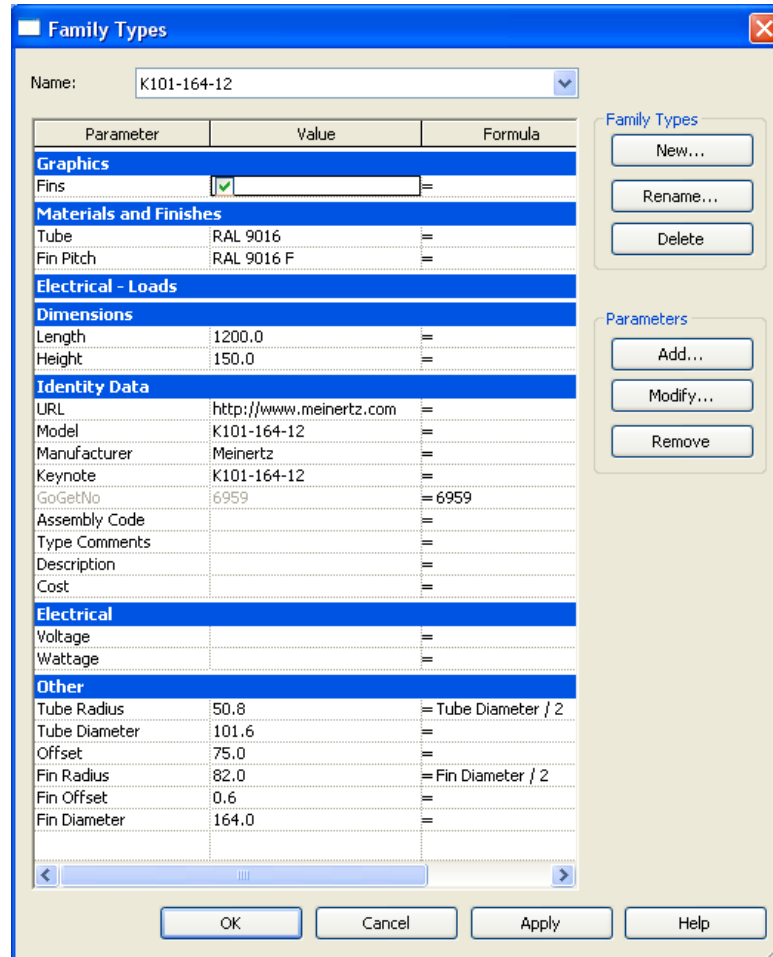 Family Types
Name: K101-164-12
Parameter Value Formula
Family Types
New...
Graphics
Fins =
Rename...
Materials and Finishes
Tube RAL 9016 =
Delete
Fin Pitch RAL 9016 F =
Electrical - Loads
Dimensions
Parameters
Length 1200.0 =
Height 150.0 =
Add...
Identity Data
Modify...
URL http://www.meinertz.com =
Model K101-164-12 =
Manufacturer Meinertz =
Remove
Keynote K101-164-12 =
GoGetNo 6959 = 6959
Assembly Code =
Type Comments =
Description =
Cost =
Electrical
Voltage =
Wattage =
Other
Tube Radius 50.8 = Tube Diameter / 2
Tube Diameter 101.6 =
Offset 75.0 =
Fin Radius 82.0 = Fin Diameter / 2
Fin Offset 0.6 =
Fin Diameter 164.0 =
OK Cancel Apply Help